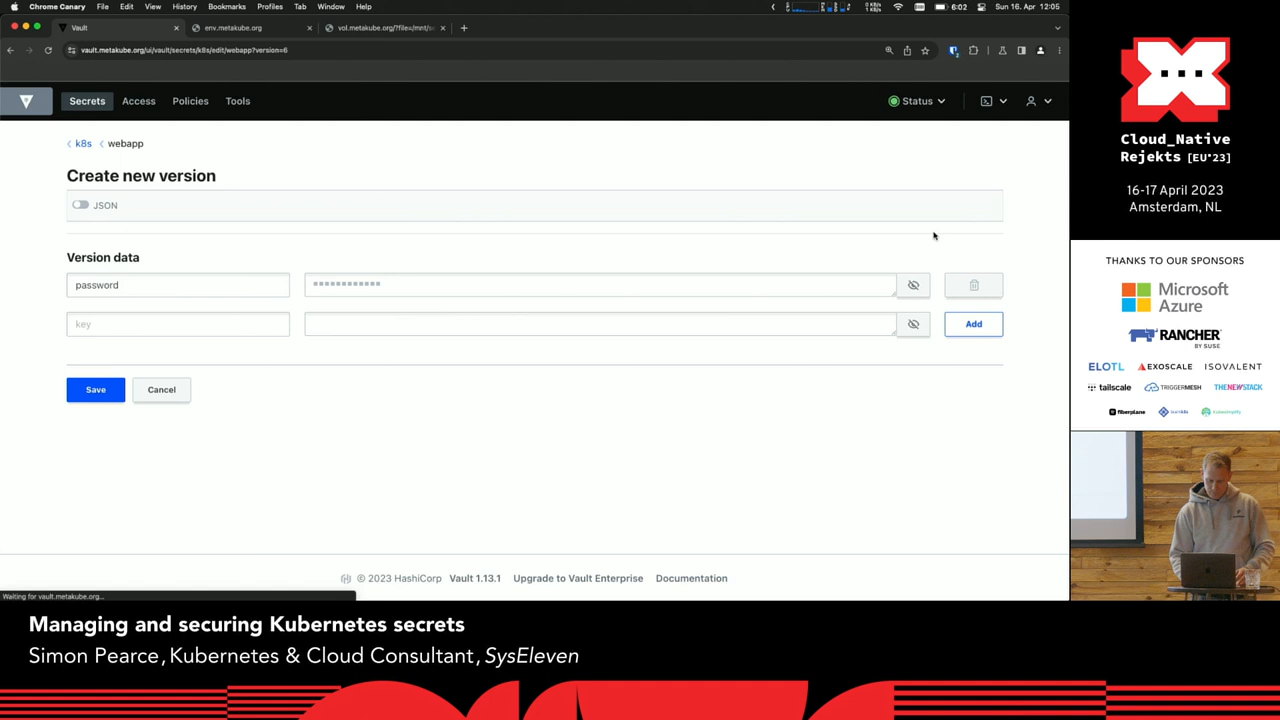 Chrome Canary File Edit View History Bookmarks Profiles Tab Window Help
6:02 Sun 16. Apr 12:05
Vault env.metakube.org vol.metakube.org/?file=/mnt/s
vault.metakube.org/ui/vault/secrets/k8s/edit/webapp?version=6
Secrets Access Policies Tools Status
k8s webapp
Create new version
JSON
Version data
password
key Add
Save Cancel
© 2023 HashiCorp Vault 1.13.1 Upgrade to Vault Enterprise Documentation
Waiting for vault.metakube.org...
Cloud_Native
Rejekts [EU'23]
16-17 April 2023
Amsterdam, NL
THANKS TO OUR SPONSORS
Microsoft
Azure
RANCHER
BY SUSE
ELOTL EXOSCALE ISOVALENT
tailscale TRIGGERMESH THENEWSTACK
fiberplane kubesimplify
Managing and securing Kubernetes secrets
Simon Pearce, Kubernetes & Cloud Consultant, SysEleven